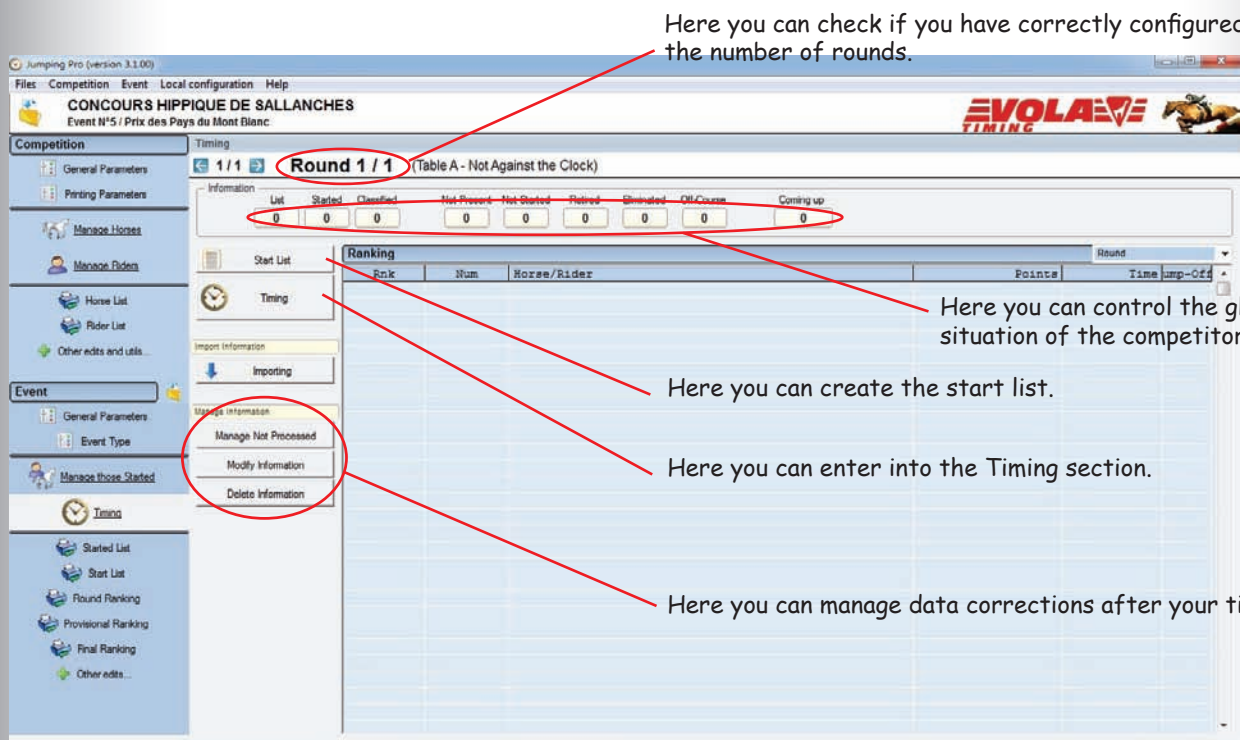 Here you can check if you have correctly configured
the number of rounds.
Jumping Pro (version 3.1.00)
Files Competition Event Local configuration Help
CONCOURS HIPPIQUE DE SALLANCHES
Event N°5 / Prix des Pays du Mont Blanc
VOLA
TIMING
Competition
General Parameters
Printing Parameters
Manage Horses
Manage Riders
Horse List
Rider List
Other edits and utils...
Event
General Parameters
Event Type
Manage those Started
Timing
Started List
Start List
Round Ranking
Provisional Ranking
Final Ranking
Other edits...
Timing
1/1 Round 1 / 1 (Table A - Not Against the Clock)
Information
List Started Classified Not-Present Not-Started Retired Eliminated Off-Course Coming up
0 0 0 0 0 0 0 0 0
Start List
Timing
Import Information
Importing
Manage Information
Manage Not Processed
Modify Information
Delete Information
Ranking Round
Rnk Num Horse/Rider Points Time ump-Off
Here you can control the gl
situation of the competitor
Here you can create the start list.
Here you can enter into the Timing section.
Here you can manage data corrections after your ti